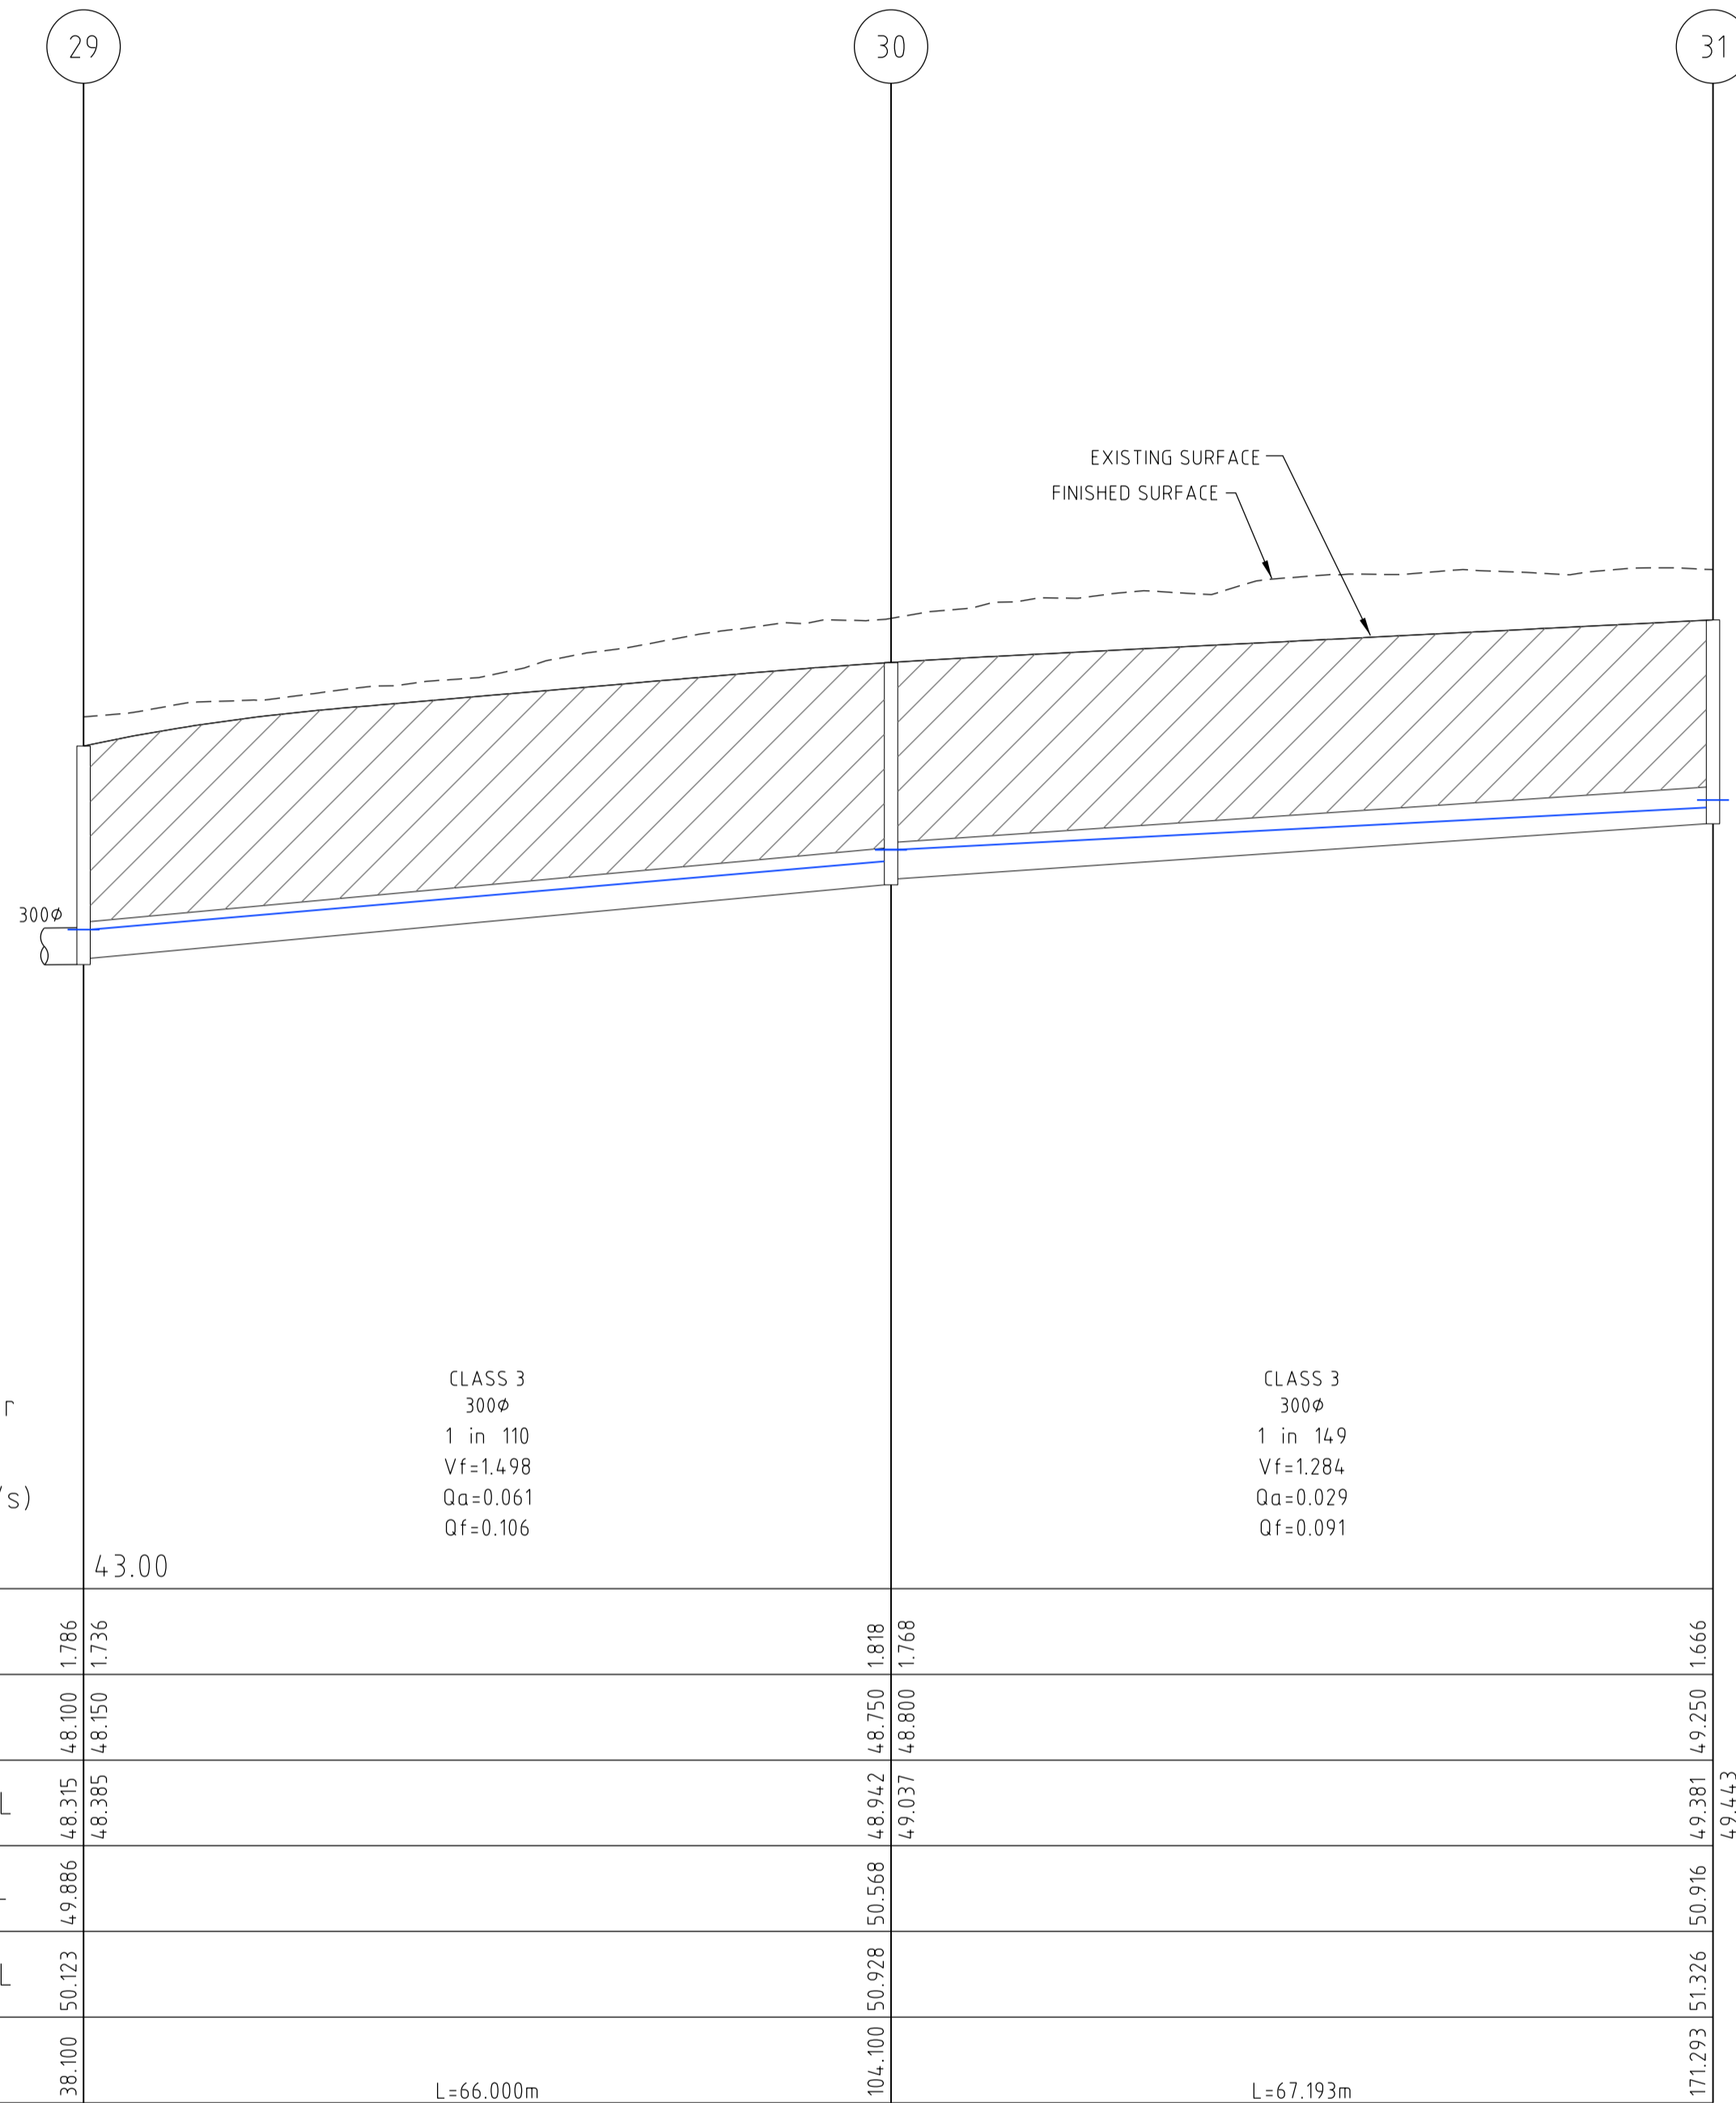 29
30
31
EXISTING SURFACE
FINISHED SURFACE
300ø
CLASS 3
300ø
1 in 110
Vf=1.498
Qa=0.061
Qf=0.106
CLASS 3
300ø
1 in 149
Vf=1.284
Qa=0.029
Qf=0.091
r
/s)
43.00
1.786
1.736
1.818
1.768
1.666
48.100
48.150
48.750
48.800
49.250
L
48.315
48.385
48.942
49.037
49.381
49.443
49.886
50.568
50.916
L
50.123
50.928
51.326
38.100
L=66.000m
104.100
L=67.193m
171.293